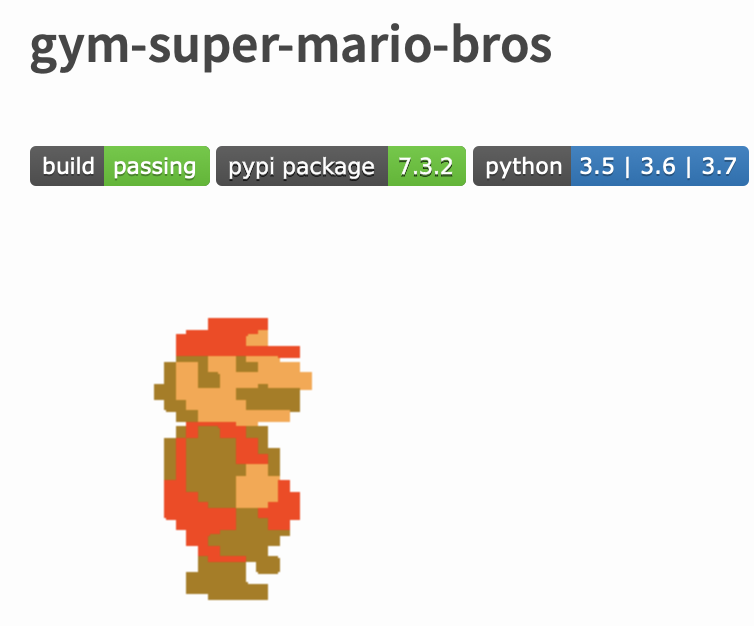 gym-super-mario-bros
build passing pypi package 7.3.2 python 3.5 | 3.6 | 3.7